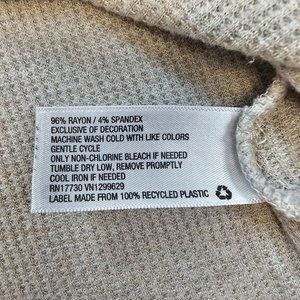 96% RAYON / 4% SPANDEX
EXCLUSIVE OF DECORATION
MACHINE WASH COLD WITH LIKE COLORS
GENTLE CYCLE
ONLY NON-CHLORINE BLEACH IF NEEDED
TUMBLE DRY LOW, REMOVE PROMPTLY
COOL IRON IF NEEDED
RN17730 VN1299629
LABEL MADE FROM 100% RECYCLED PLASTIC